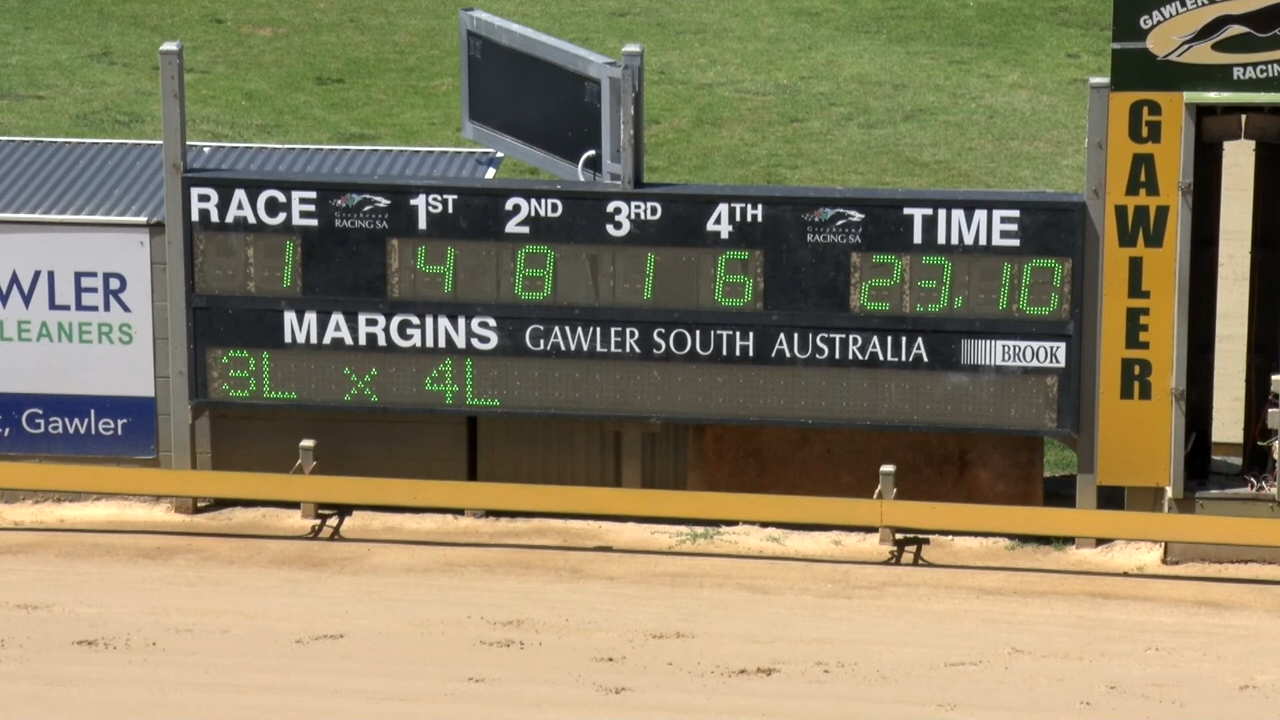 GAWLER
RACIN
RACE 1ST 2ND 3RD 4TH TIME
Greyhound
RACING SA
Greyhound
RACING SA
1 4 8 1 6 23.10
MARGINS GAWLER SOUTH AUSTRALIA BROOK
3L x 4L
GAWLER
WLER
LEANERS
, Gawler